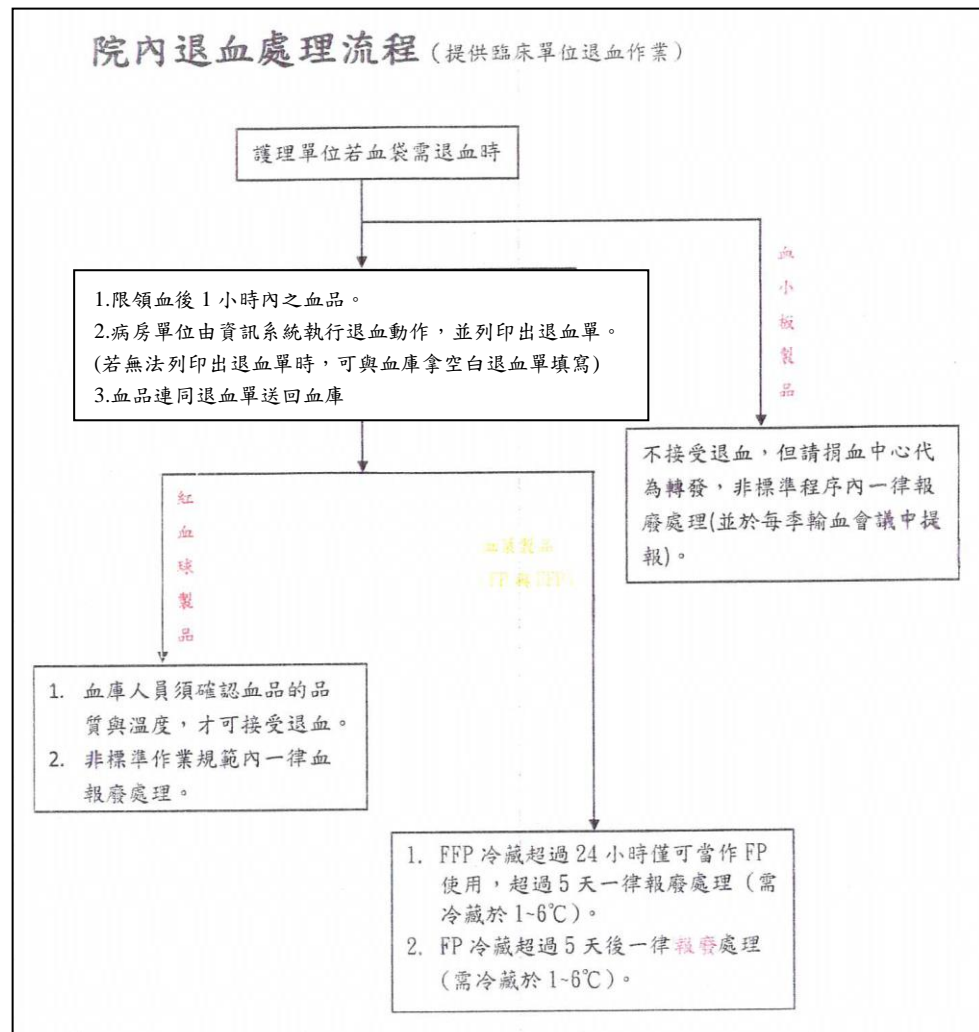 院內退血處理流程(提供臨床單位退血作業)
護理單位若血袋需退血時
血小板製品
1.限領血後 1 小時內之血品。
2.病房單位由資訊系統執行退血動作,並列印出退血單。
(若無法列印出退血單時,可與血庫拿空白退血單填寫)
3.血品連同退血單送回血庫
不接受退血,但請捐血中心代
為轉發,非標準程序內一律報
廢處理(並於每季輸血會議中提
報)。
紅血球製品
1. 血庫人員須確認血品的品
質與溫度,才可接受退血。
2. 非標準作業規範內一律血
報廢處理。
1. FFP 冷藏超過 24 小時僅可當作 FP
使用,超過 5 天一律報廢處理(需
冷藏於 1~6℃)。
2. FP 冷藏超過 5 天後一律報廢處理
(需冷藏於 1~6℃)。